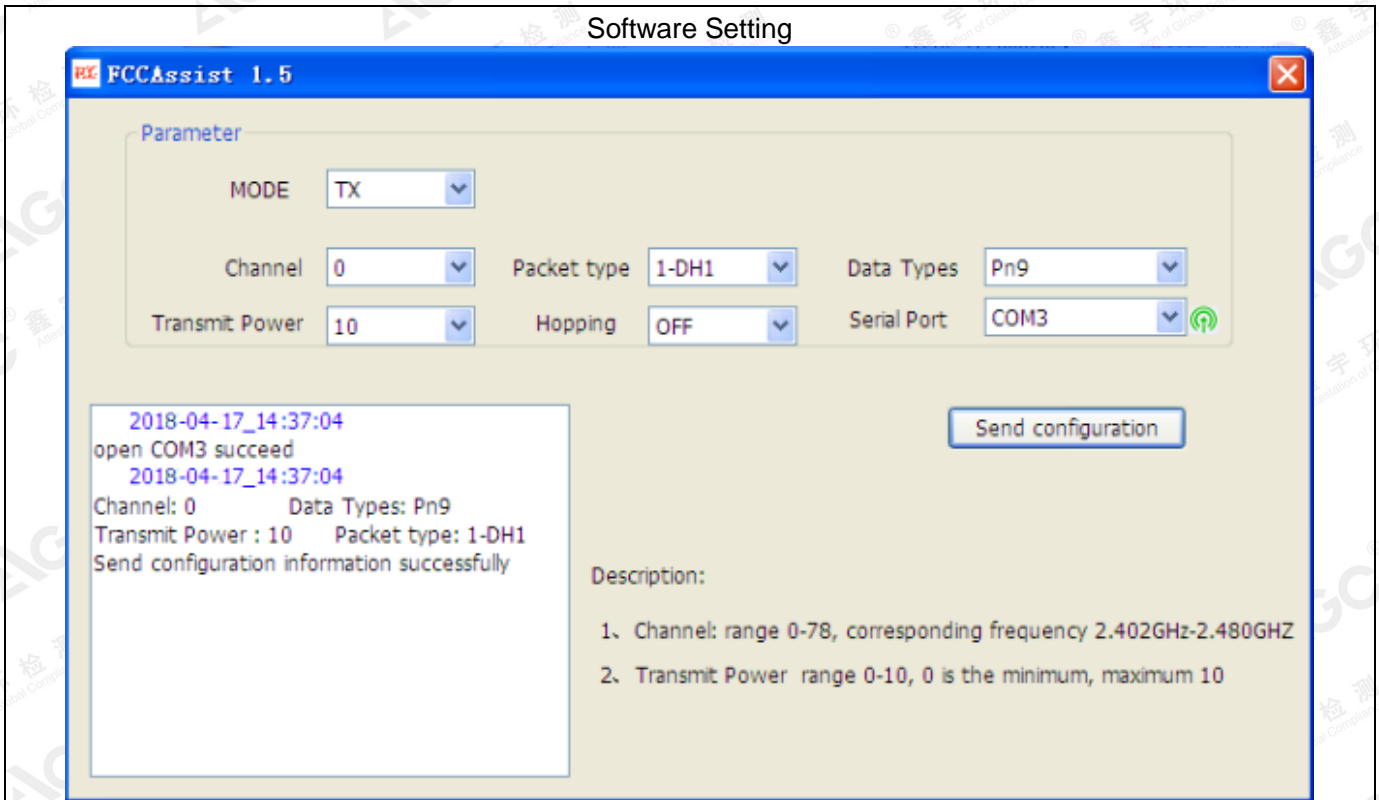 Software Setting
FCCAssist 1.5
Parameter
MODE TX
Channel 0 Packet type 1-DH1 Data Types Pn9
Transmit Power 10 Hopping OFF Serial Port COM3
2018-04-17_14:37:04
open COM3 succeed
2018-04-17_14:37:04
Channel: 0 Data Types: Pn9
Transmit Power : 10 Packet type: 1-DH1
Send configuration information successfully
Send configuration
Description:
1、Channel: range 0-78, corresponding frequency 2.402GHz-2.480GHZ
2、Transmit Power range 0-10, 0 is the minimum, maximum 10